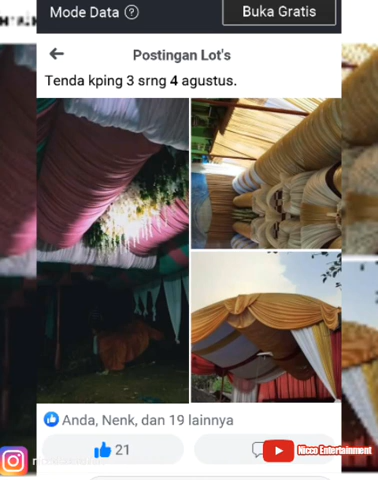 Mode Data ?
Buka Gratis
Postingan Lot's
Tenda kping 3 srng 4 agustus.
Anda, Nenk, dan 19 lainnya
21
Nicco Entertainment